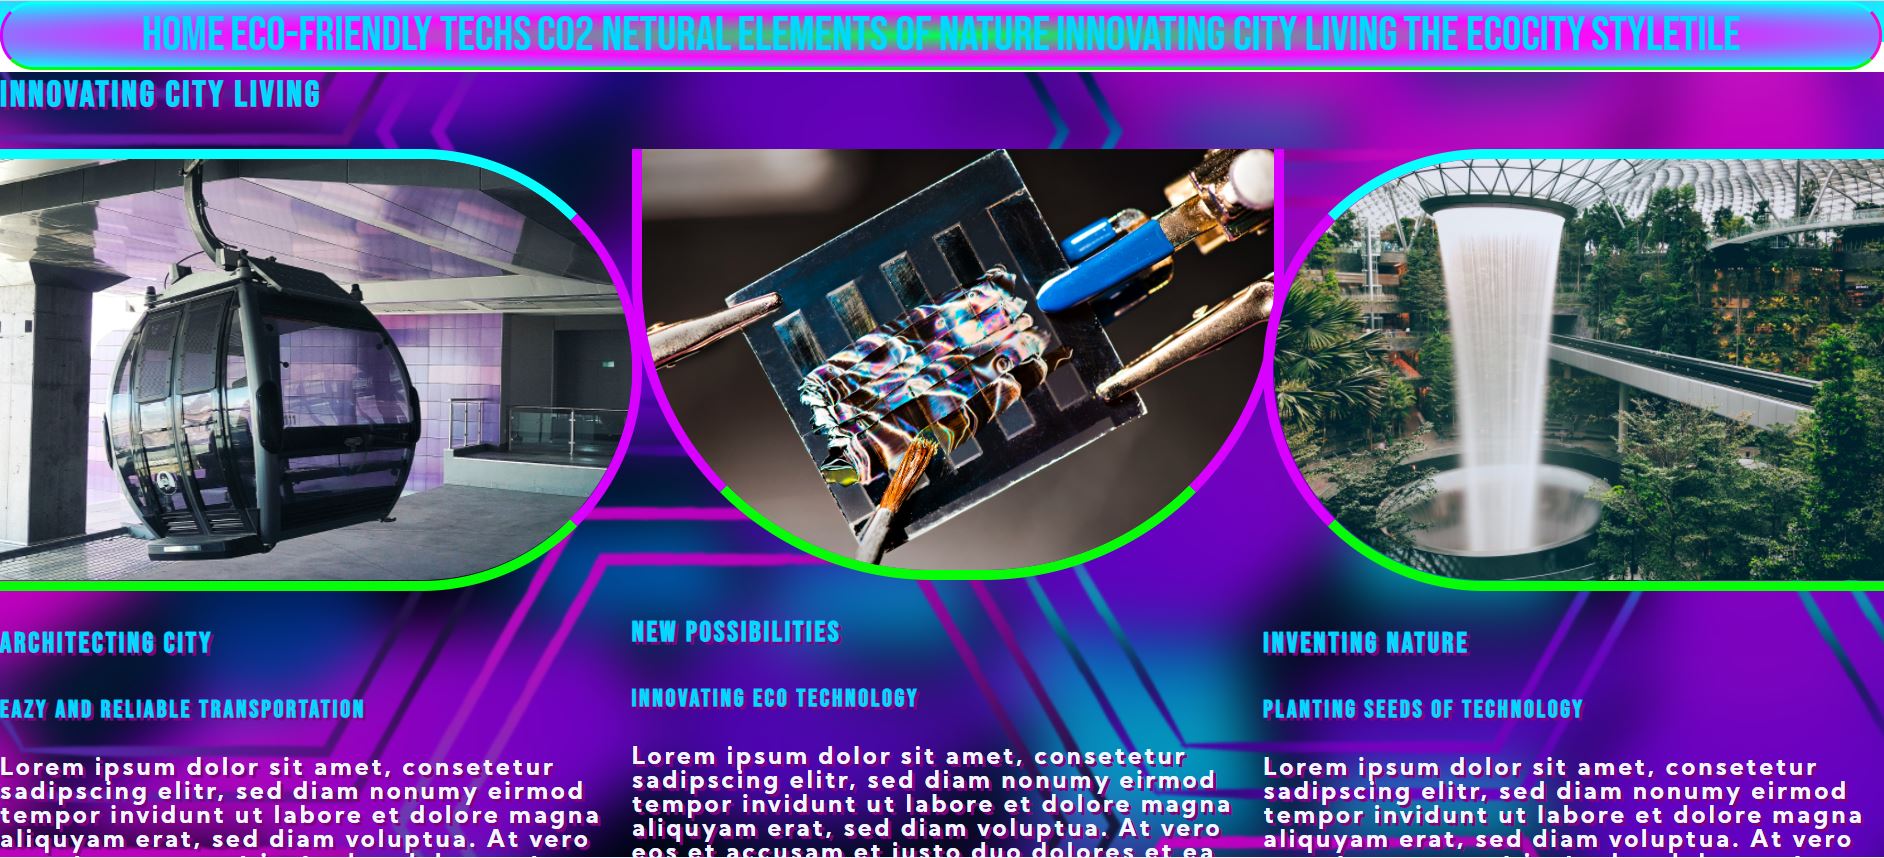 HOME ECO-FRIENDLY TECHS CO2 NETURAL ELEMENTS OF NATURE INNOVATING CITY LIVING THE ECOCITY STYLETILE
INNOVATING CITY LIVING
ARCHITECTING CITY
EAZY AND RELIABLE TRANSPORTATION
Lorem ipsum dolor sit amet, consetetur
sadipscing elitr, sed diam nonumy eirmod
tempor invidunt ut labore et dolore magna
aliquyam erat, sed diam voluptua. At vero
NEW POSSIBILITIES
INNOVATING ECO TECHNOLOGY
Lorem ipsum dolor sit amet, consetetur
sadipscing elitr, sed diam nonumy eirmod
tempor invidunt ut labore et dolore magna
aliquyam erat, sed diam voluptua. At vero
eos et accusam et justo duo dolores et ea
INVENTING NATURE
PLANTING SEEDS OF TECHNOLOGY
Lorem ipsum dolor sit amet, consetetur
sadipscing elitr, sed diam nonumy eirmod
tempor invidunt ut labore et dolore magna
aliquyam erat, sed diam voluptua. At vero